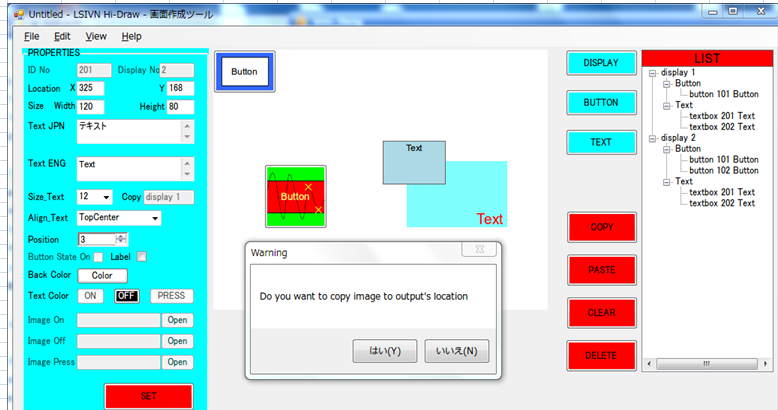 Untitled - LSIVN Hi-Draw - 画面作成ツール
File Edit View Help
PROPERTIES
ID No 201 Display No 2
Location X 325 Y 168
Size Width 120 Height 80
Text JPN テキスト
Text ENG Text
Size_Text 12 Copy display 1
Align_Text TopCenter
Position 3
Button State On Label
Back Color Color
Text Color ON OFF PRESS
Image On Open
Image Off Open
Image Press Open
SET
Button
Text
Button
Text
Warning
Do you want to copy image to output's location
はい(Y) いいえ(N)
DISPLAY
BUTTON
TEXT
COPY
PASTE
CLEAR
DELETE
LIST
display 1
Button
button 101 Button
Text
textbox 201 Text
textbox 202 Text
display 2
Button
button 101 Button
button 102 Button
Text
textbox 201 Text
textbox 202 Text